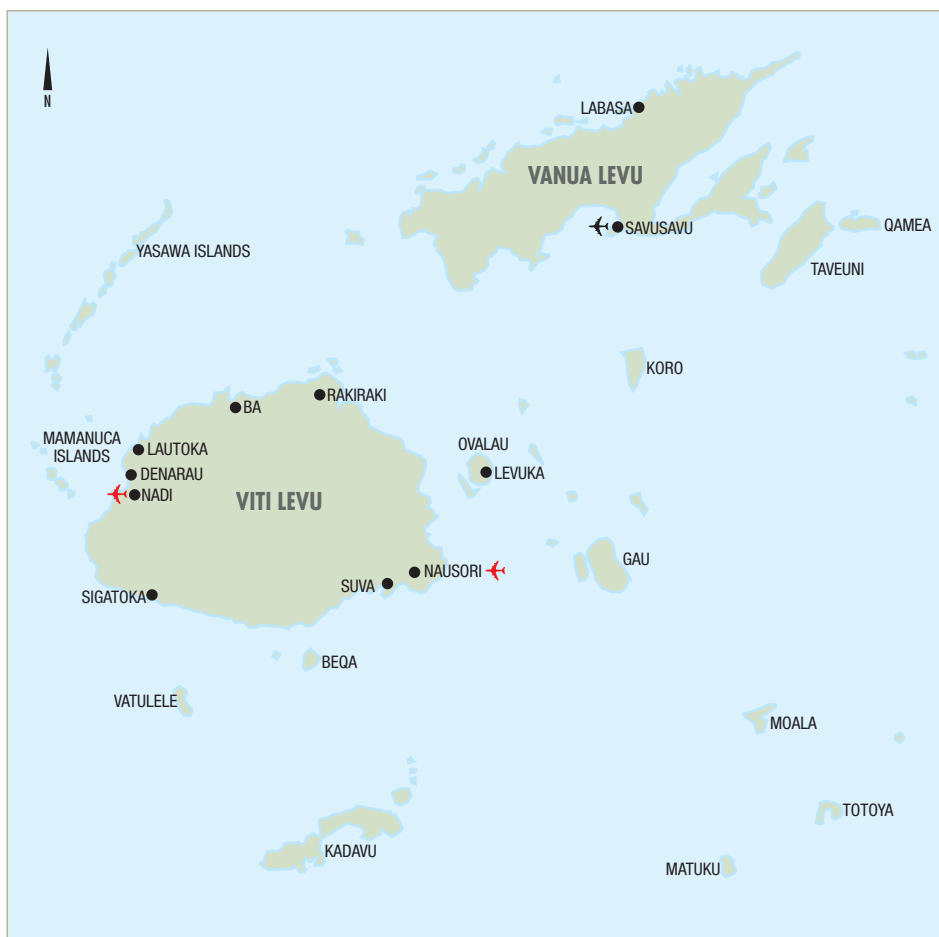 N
LABASA
VANUA LEVU
SAVUSAVU
QAMEA
YASAWA ISLANDS
TAVEUNI
KORO
RAKIRAKI
BA
MAMANUCA
ISLANDS
LAUTOKA
OVALAU
DENARAU
LEVUKA
NADI
VITI LEVU
GAU
NAUSORI
SUVA
SIGATOKA
BEQA
VATULELE
MOALA
TOTOYA
KADAVU
MATUKU